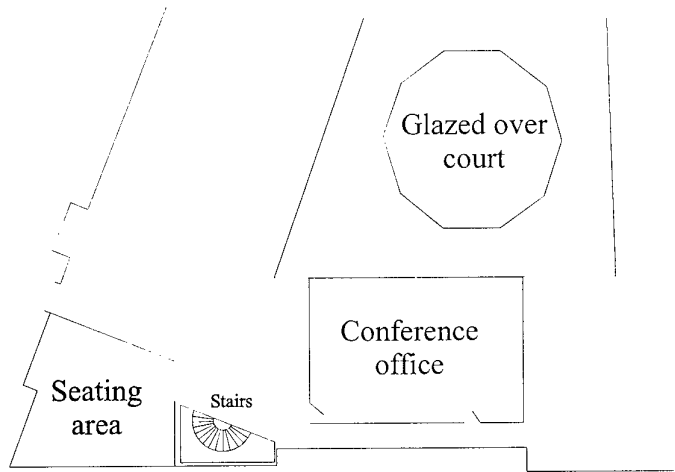 Glazed over
court
Conference
office
Seating
area
Stairs